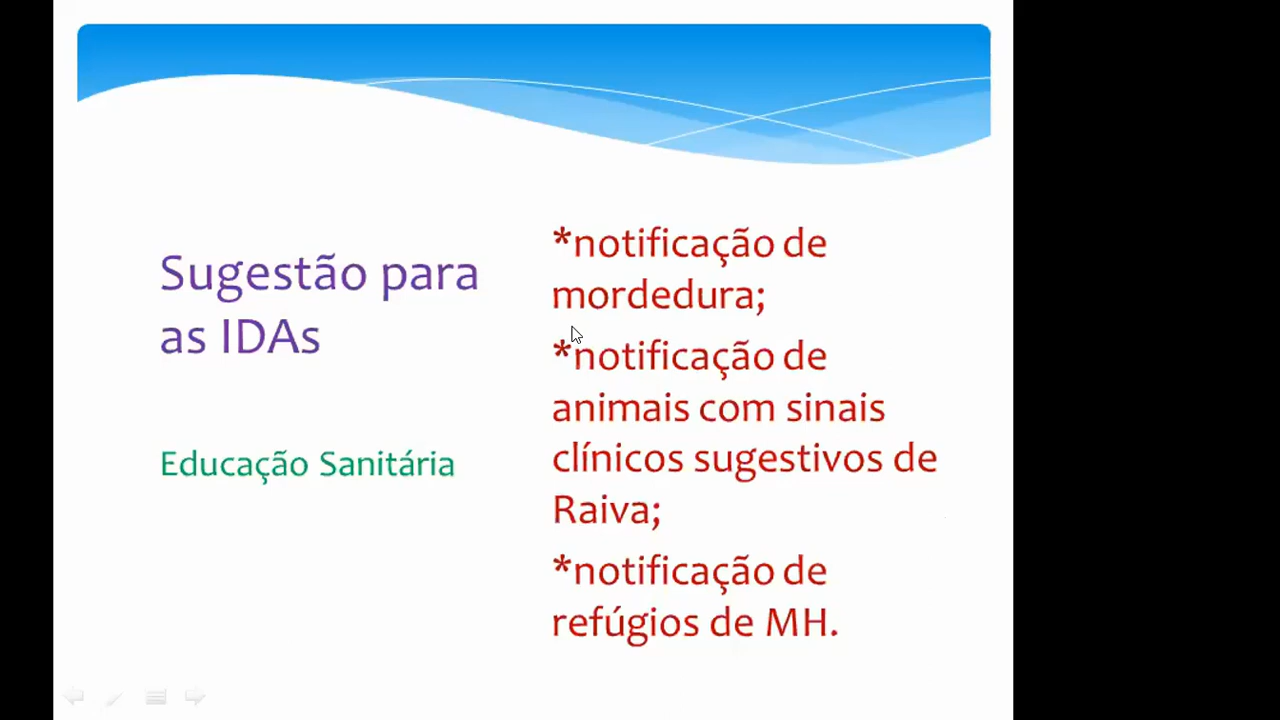 Sugestão para
as IDAs
Educação Sanitária
*notificação de
mordedura;
*notificação de
animais com sinais
clínicos sugestivos de
Raiva;
*notificação de
refúgios de MH.